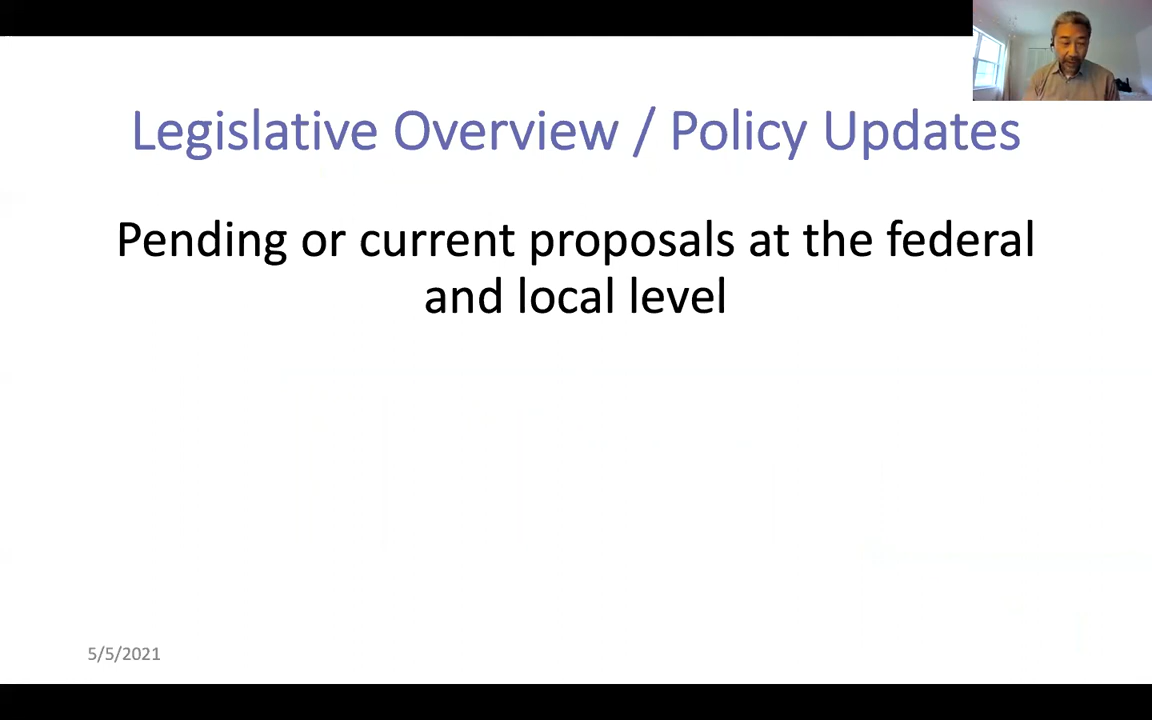 Legislative Overview / Policy Updates
Pending or current proposals at the federal
and local level
5/5/2021